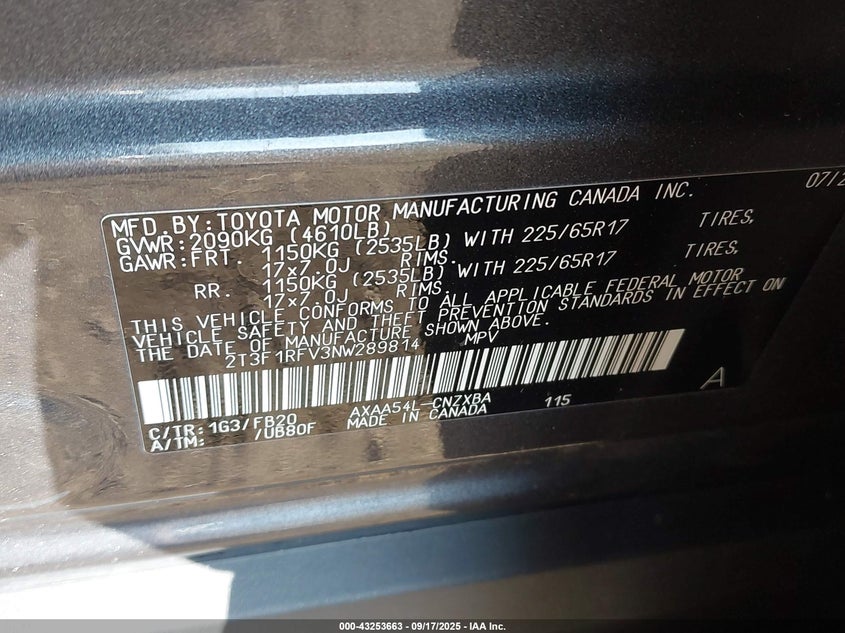 07/2
MFD.BY:TOYOTA MOTOR MANUFACTURING CANADA INC.
GVWR:2090KG (4610LB)
GAWR:FRT. 1150KG (2535LB) WITH 225/65R17 TIRES,
17x7.0J RIMS.
RR. 1150KG (2535LB) WITH 225/65R17 TIRES,
17x7.0J RIMS.
THIS VEHICLE CONFORMS TO ALL APPLICABLE FEDERAL MOTOR
VEHICLE SAFETY AND THEFT PREVENTION STANDARDS IN EFFECT ON
THE DATE OF MANUFACTURE SHOWN ABOVE.
2T3F1RFV3NW289814 MPV
A
C/TR:1G3/FB20 AXAA54L-CNZXBA 115
A/TM: /UB80F MADE IN CANADA
000-43253663 - 09/17/2025 - IAA Inc.